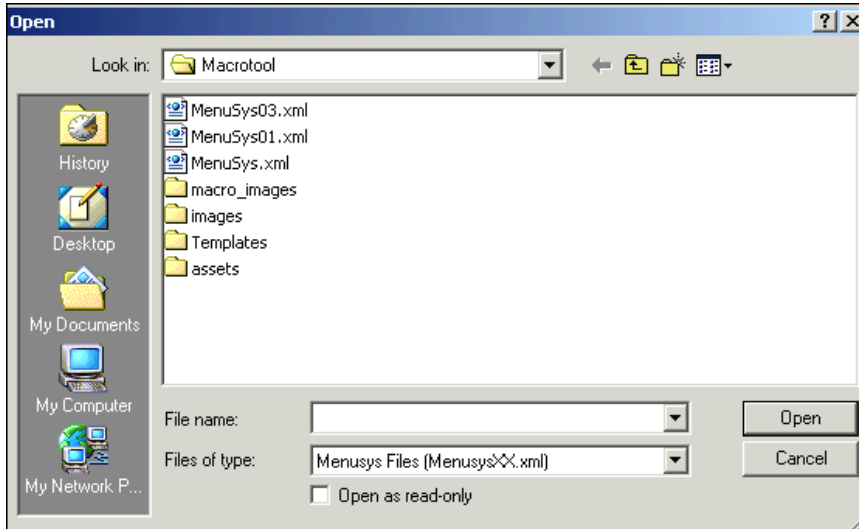 Open
Look in: Macrotool
History
Desktop
My Documents
My Computer
My Network P...
MenuSys03.xml
MenuSys01.xml
MenuSys.xml
macro_images
images
Templates
assets
File name:
Open
Files of type: Menusys Files (MenusysXX.xml)
Cancel
Open as read-only